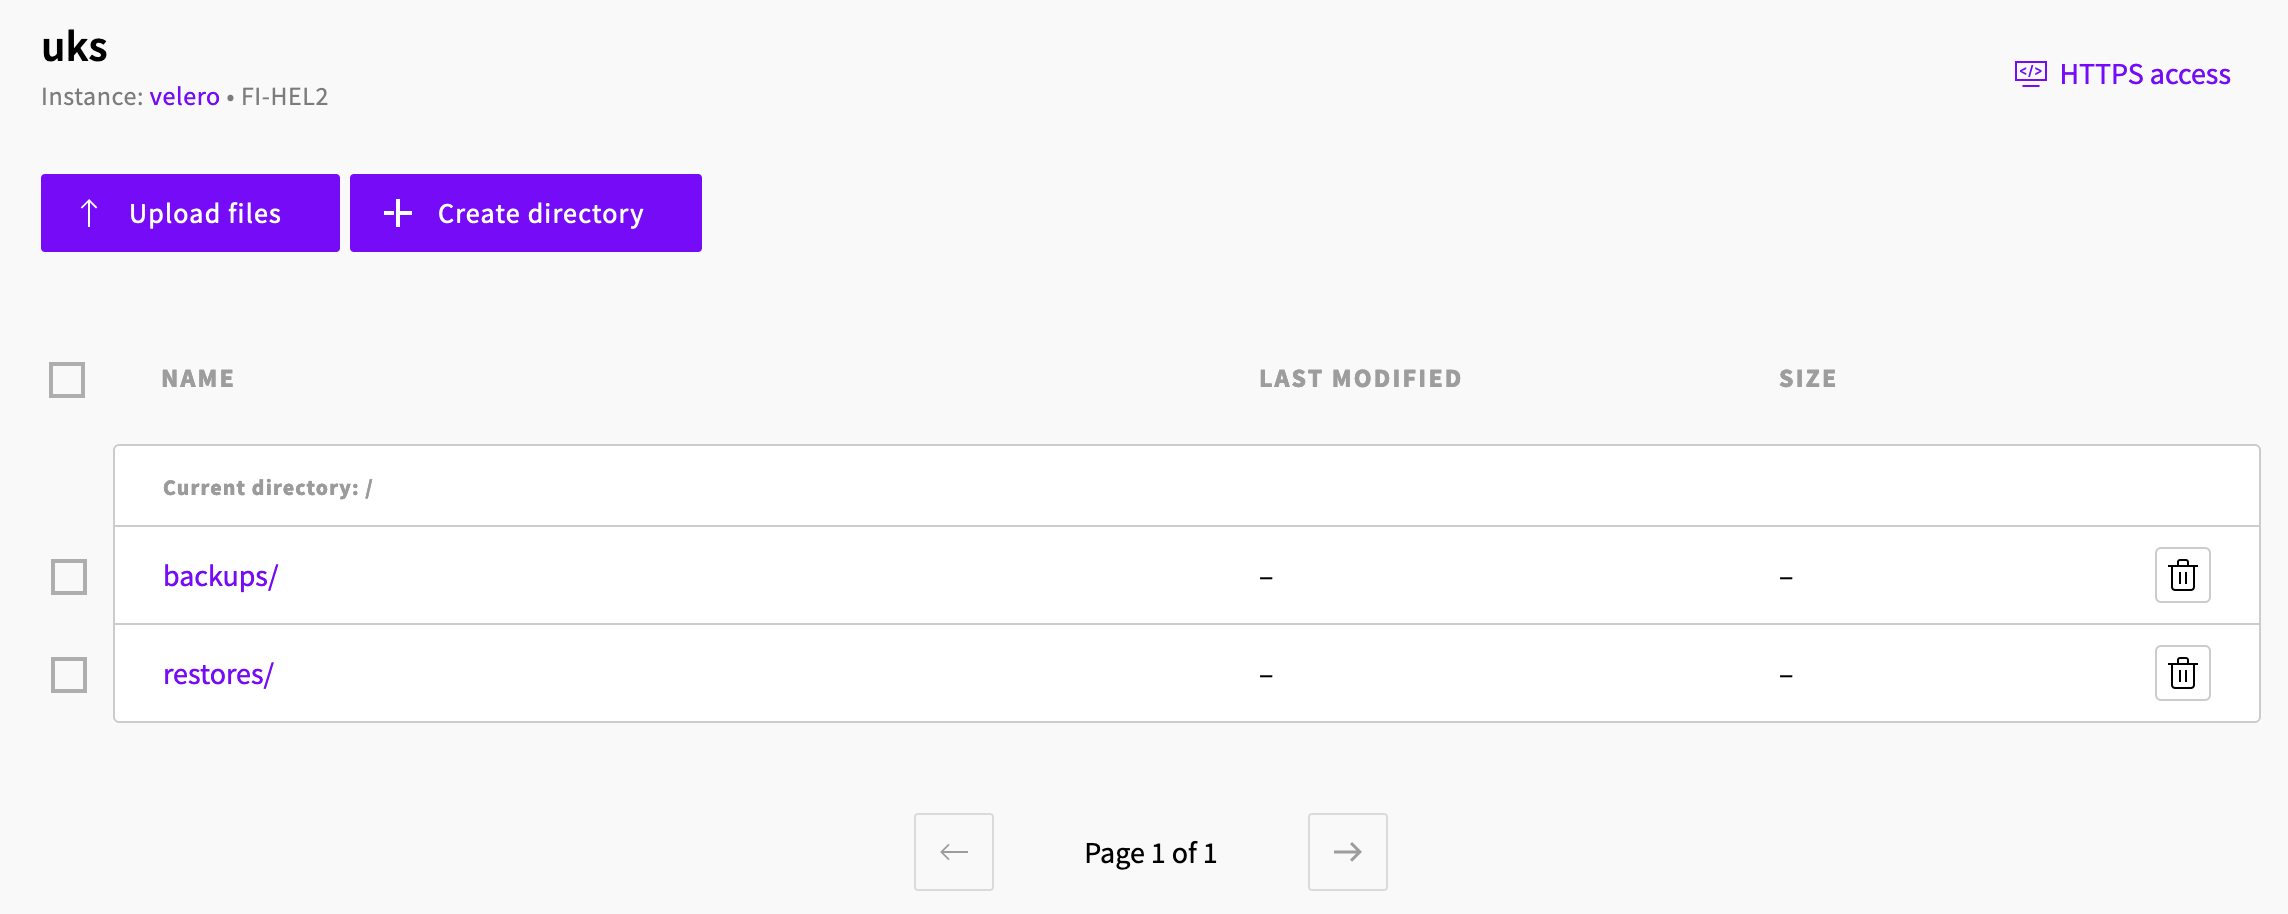 uks
Instance: velero • FI-HEL2
</> HTTPS access
Upload files
Create directory
NAME LAST MODIFIED SIZE
Current directory: /
backups/ – –
restores/ – –
Page 1 of 1